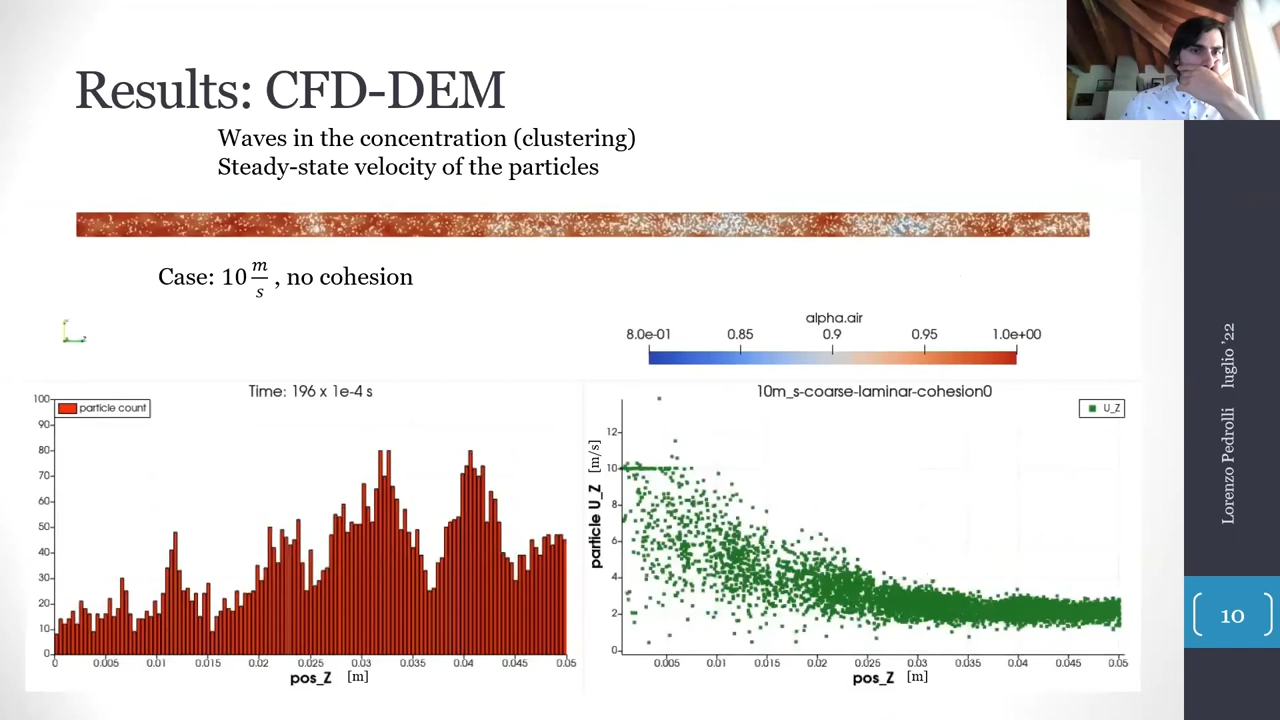 Results: CFD-DEM
Waves in the concentration (clustering)
Steady-state velocity of the particles
Case: 10 m/s , no cohesion
alpha.air
8.0e-01 0.85 0.9 0.95 1.0e+00
Time: 196 x 1e-4 s
particle count
100
90
80
70
60
50
40
30
20
10
0
0 0.005 0.01 0.015 0.02 0.025 0.03 0.035 0.04 0.045 0.05
pos_Z [m]
10m_s-coarse-laminar-cohesion0
U_Z
particle U_Z [m/s]
12
10
8
6
4
2
0
0.005 0.01 0.015 0.02 0.025 0.03 0.035 0.04 0.045 0.05
pos_Z [m]
Lorenzo Pedrolli luglio '22
10